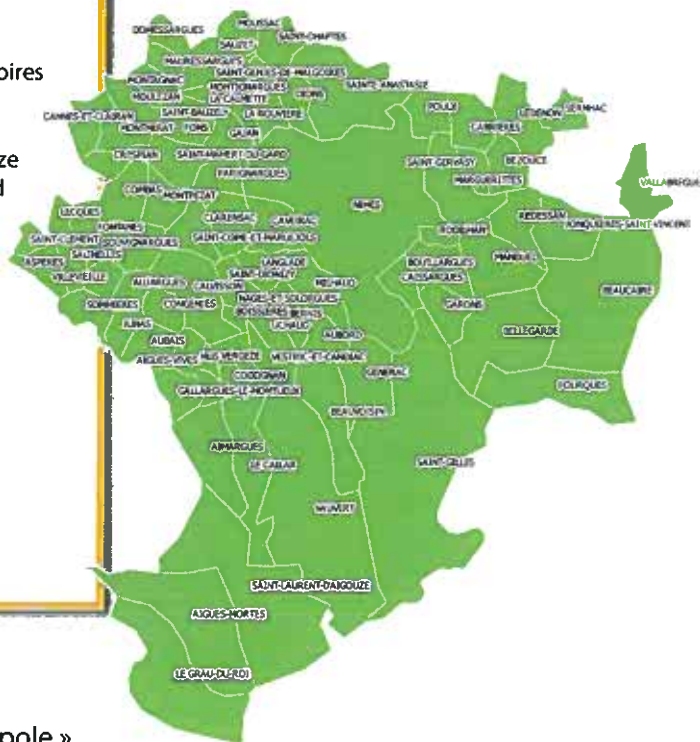 oires
ze
d
MOUSSAC
DOMESSARGUES
SAINT-CHAPTES
SAUZET
MAURESSARGUES
SAINT-GENIES-DE-MALGOIRES
MONTAGNAC
MONTIGNARGUES
SAINTE-ANASTASIE
MOULEZAN
LA CALMETTE
DIONS
POULX
LEDENON
SERNHAC
CANNES-ET-CLAIRAN
SAINT-BAUZELY
LA ROUVIERE
MONTMIRAT
FONS
GAJAN
CABRIERES
CRESPIAN
SAINT-MAMERT-DU-GARD
SAINT-GERVASY
BEZOUCE
PARIGNARGUES
MARGUERITTES
VALLABREGUES
COMBAS
MONTPEZAT
NIMES
LECQUES
CLARENSAC
CAVEIRAC
REDESSAN
JONQUIERES-SAINT-VINCENT
FONTANES
RODILHAN
SAINT-CLEMENT
SOUVIGNARGUES
SAINT-COME-ET-MARUEJOLS
SALINELLES
ASPERES
LANGLADE
BOUILLARGUES
MANDUEL
VILLEVIEILLE
SAINT-DIONIZY
CAISSARGUES
AUJARGUES
CALVISSON
MILHAUD
BEAUCAIRE
SOMMIERES
CONGENIES
NAGES-ET-SOLORGUES
GARONS
BOISSIERES
BERNIS
JUNAS
UCHAUD
BELLEGARDE
AUBAIS
AUBORD
AIGUES-VIVES
MUS
VERGEZE
VESTRIC-ET-CANDIAC
CODOGNAN
GENERAC
GALLARGUES-LE-MONTUEUX
FOURQUES
BEAUVOISIN
AIMARGUES
LE CAILAR
SAINT-GILLES
VAUVERT
SAINT-LAURENT-D'AIGOUZE
AIGUES-MORTES
LE GRAU-DU-ROI
pole »